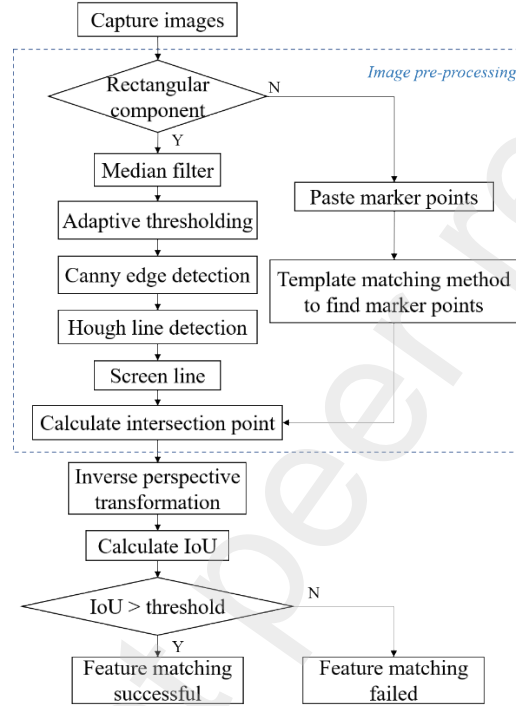 Capture images
Image pre-processing
Rectangular
component
N
Y
Median filter
Paste marker points
Adaptive thresholding
Canny edge detection
Template matching method
to find marker points
Hough line detection
Screen line
Calculate intersection point
Inverse perspective
transformation
Calculate IoU
IoU > threshold
N
Y
Feature matching
successful
Feature matching
failed
t peer re